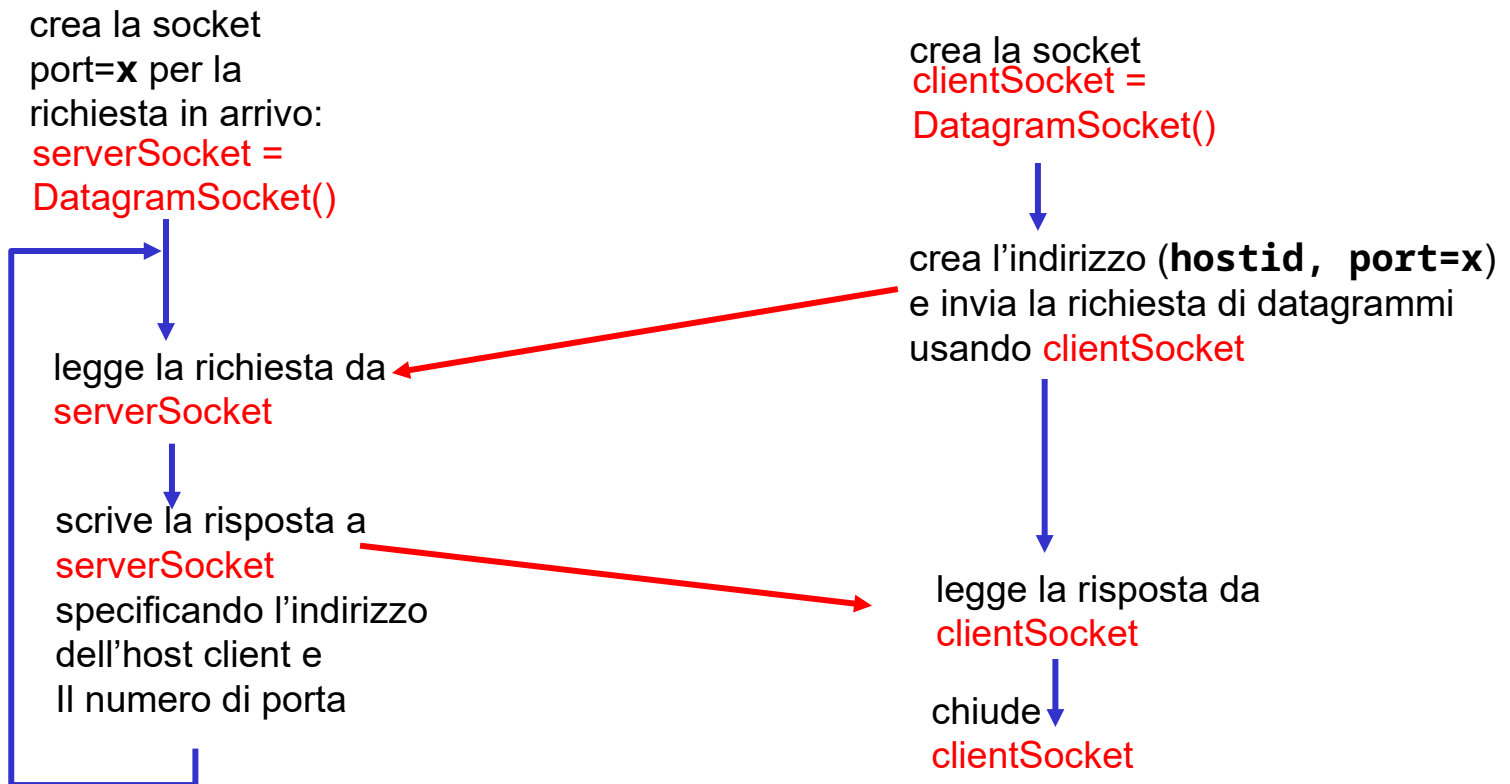 crea la socket
port=x per la
richiesta in arrivo:
serverSocket =
DatagramSocket()
legge la richiesta da
serverSocket
scrive la risposta a
serverSocket
specificando l’indirizzo
dell’host client e
Il numero di porta
crea la socket
clientSocket =
DatagramSocket()
crea l’indirizzo (hostid, port=x)
e invia la richiesta di datagrammi
usando clientSocket
legge la risposta da
clientSocket
chiude
clientSocket